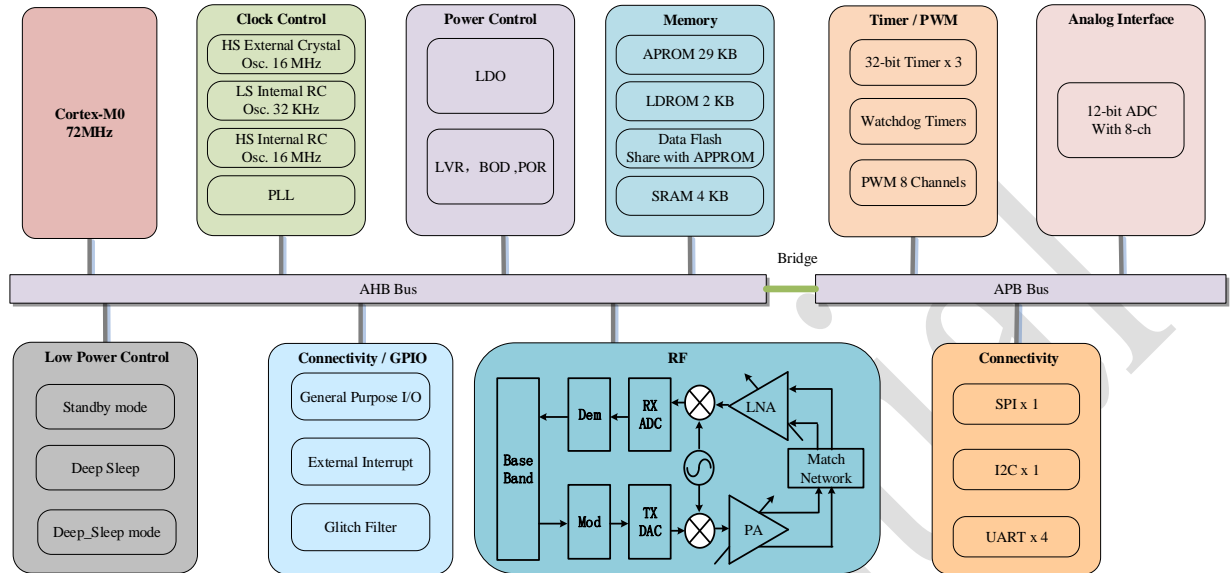 Cortex-M0
72MHz
Clock Control
HS External Crystal
Osc. 16 MHz
LS Internal RC
Osc. 32 KHz
HS Internal RC
Osc. 16 MHz
PLL
Power Control
LDO
LVR，BOD ,POR
Memory
APROM 29 KB
LDROM 2 KB
Data Flash
Share with APPROM
SRAM 4 KB
Timer / PWM
32-bit Timer x 3
Watchdog Timers
PWM 8 Channels
Analog Interface
12-bit ADC
With 8-ch
AHB Bus
Bridge
APB Bus
Low Power Control
Standby mode
Deep Sleep
Deep_Sleep mode
Connectivity / GPIO
General Purpose I/O
External Interrupt
Glitch Filter
RF
Base
Band
Dem
RX
ADC
LNA
Match
Network
Mod
TX
DAC
PA
Connectivity
SPI x 1
I2C x 1
UART x 4